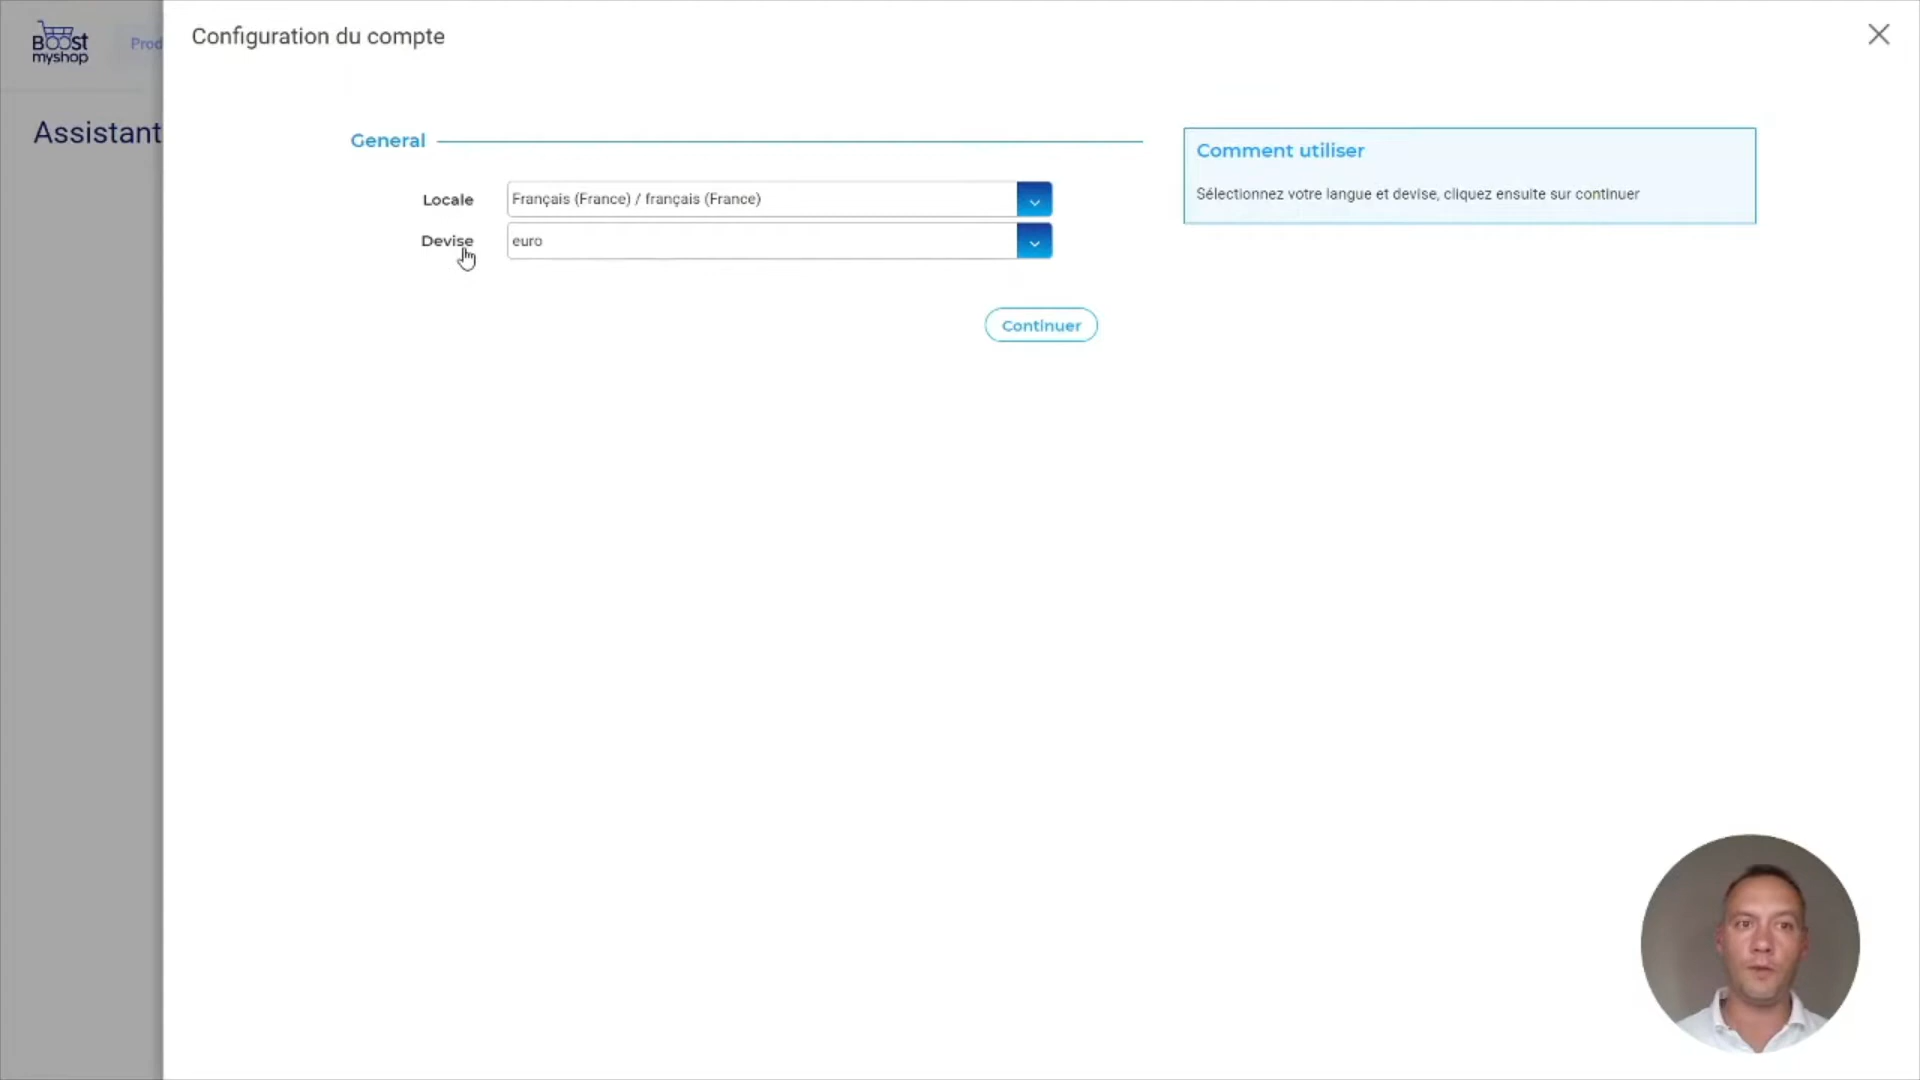 Boost
myshop
Prod
Configuration du compte
Assistant
General
Locale
Français (France) / français (France)
Devise
euro
Continuer
Comment utiliser
Sélectionnez votre langue et devise, cliquez ensuite sur continuer